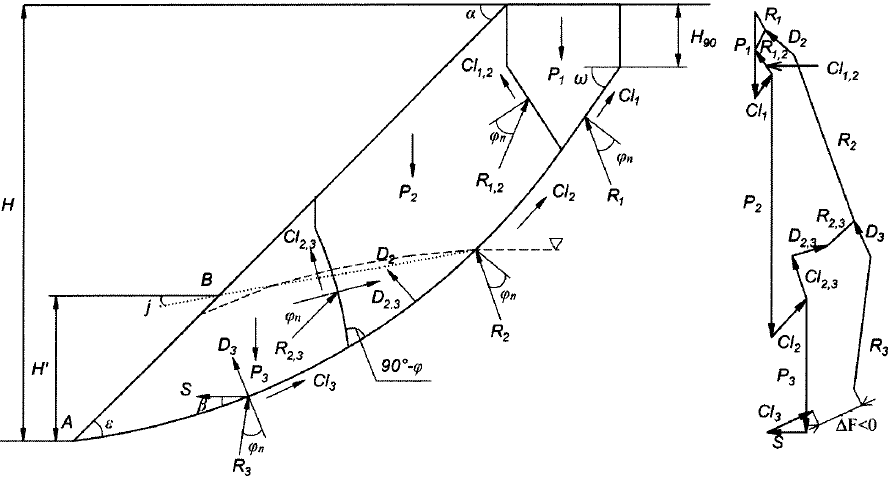 α
H₉₀
P₁
ω
Cl₁,₂
Cl₁
φₙ
φₙ
R₁,₂
R₁
P₂
Cl₂
H
Cl₂,₃
D₂
B
j
D₂,₃
φₙ
φₙ
R₂
R₂,₃
90°-φ
H'
D₃
P₃
Cl₃
S
β
A
ε
φₙ
R₃
R₁
D₂
P₁
R₁,₂
Cl₁,₂
Cl₁
R₂
P₂
R₂,₃
D₃
D₂,₃
Cl₂,₃
Cl₂
R₃
P₃
Cl₃
S
ΔF<0